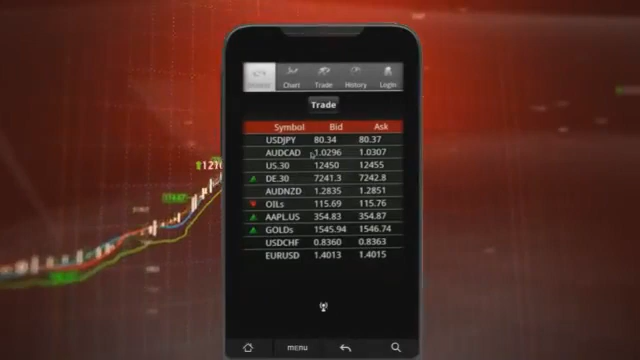 Chart Trade History Login
Trade
Symbol Bid Ask
USDJPY 80.34 80.37
AUDCAD 1.0296 1.0307
US.30 12450 12455
DE.30 7241.3 7242.8
AUDNZD 1.2835 1.2851
OILs 115.69 115.76
AAPL.US 354.83 354.87
GOLDs 1545.94 1546.74
USDCHF 0.8360 0.8363
EURUSD 1.4013 1.4015
menu